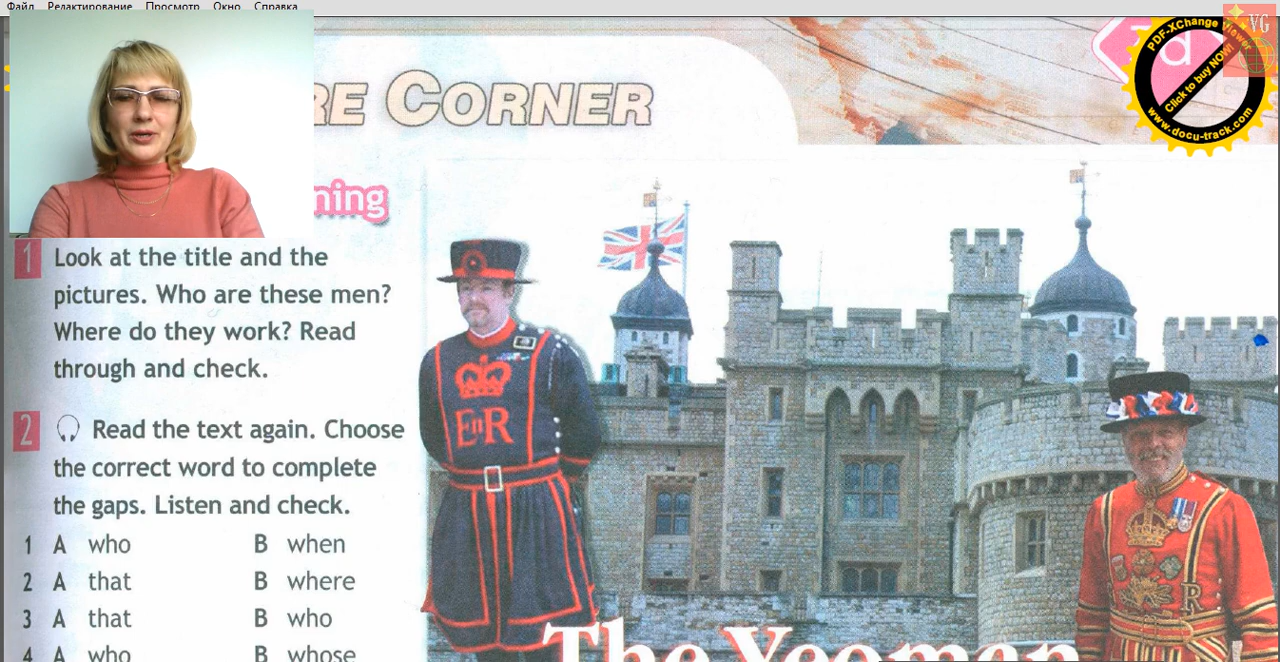 Файл Редактирование Просмотр Окно Справка
VG
PDF-XChange Viewer
Click to buy NOW!
www.docu-track.com
d
RE CORNER
ning
1 Look at the title and the
pictures. Who are these men?
Where do they work? Read
through and check.
2 Read the text again. Choose
the correct word to complete
the gaps. Listen and check.
1 A who B when
2 A that B where
3 A that B who
4 A who B whose
EIIR
R
The Yeoman